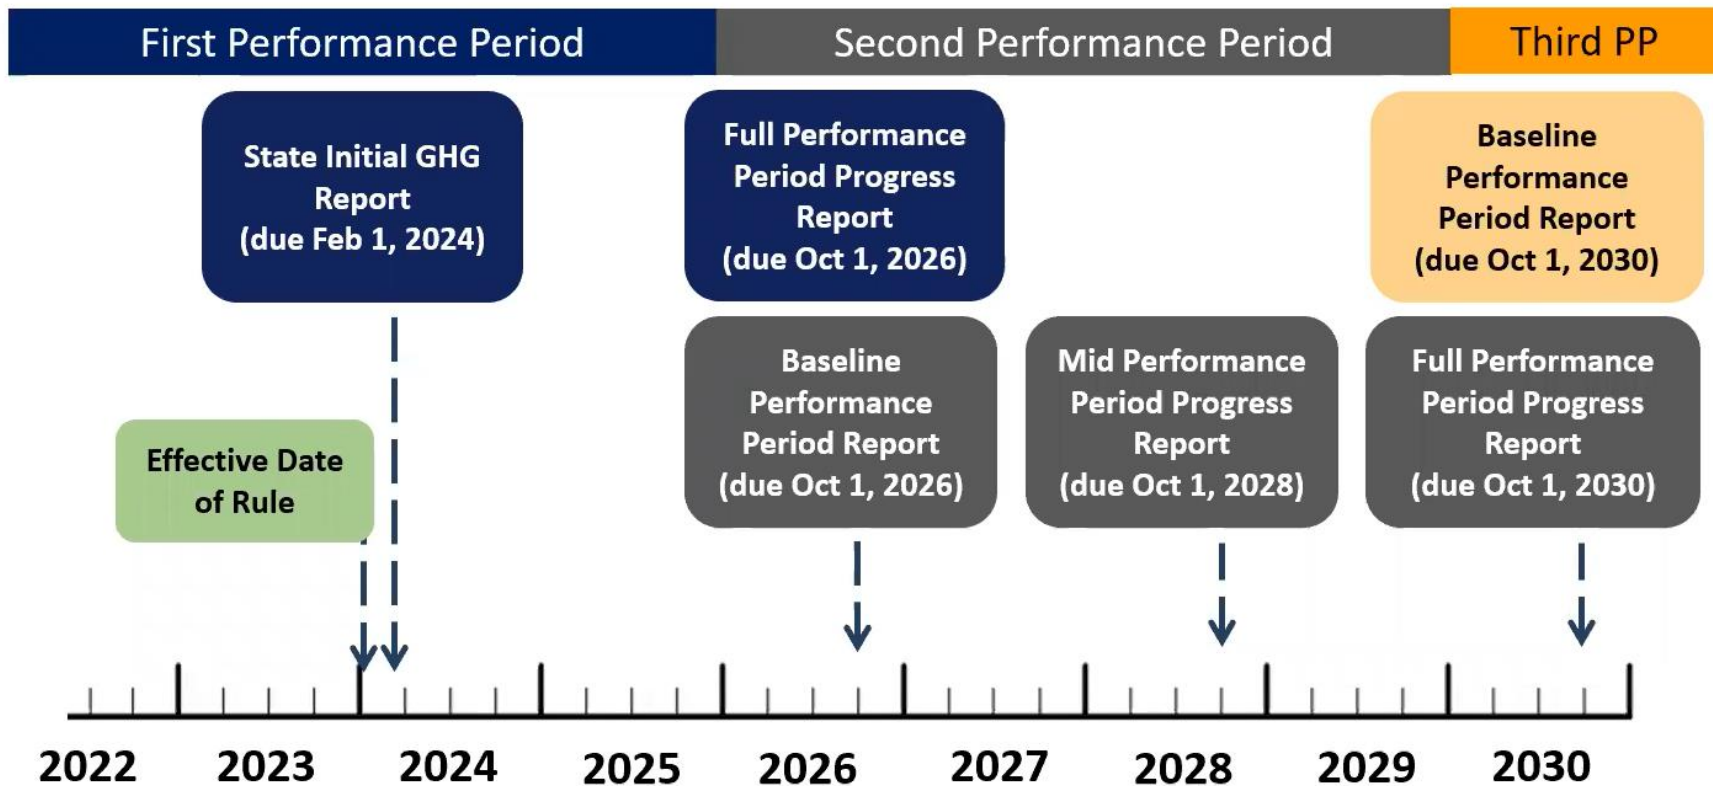 First Performance Period
Second Performance Period
Third PP
State Initial GHG
Report
(due Feb 1, 2024)
Full Performance
Period Progress
Report
(due Oct 1, 2026)
Baseline
Performance
Period Report
(due Oct 1, 2030)
Effective Date
of Rule
Baseline
Performance
Period Report
(due Oct 1, 2026)
Mid Performance
Period Progress
Report
(due Oct 1, 2028)
Full Performance
Period Progress
Report
(due Oct 1, 2030)
2022
2023
2024
2025
2026
2027
2028
2029
2030